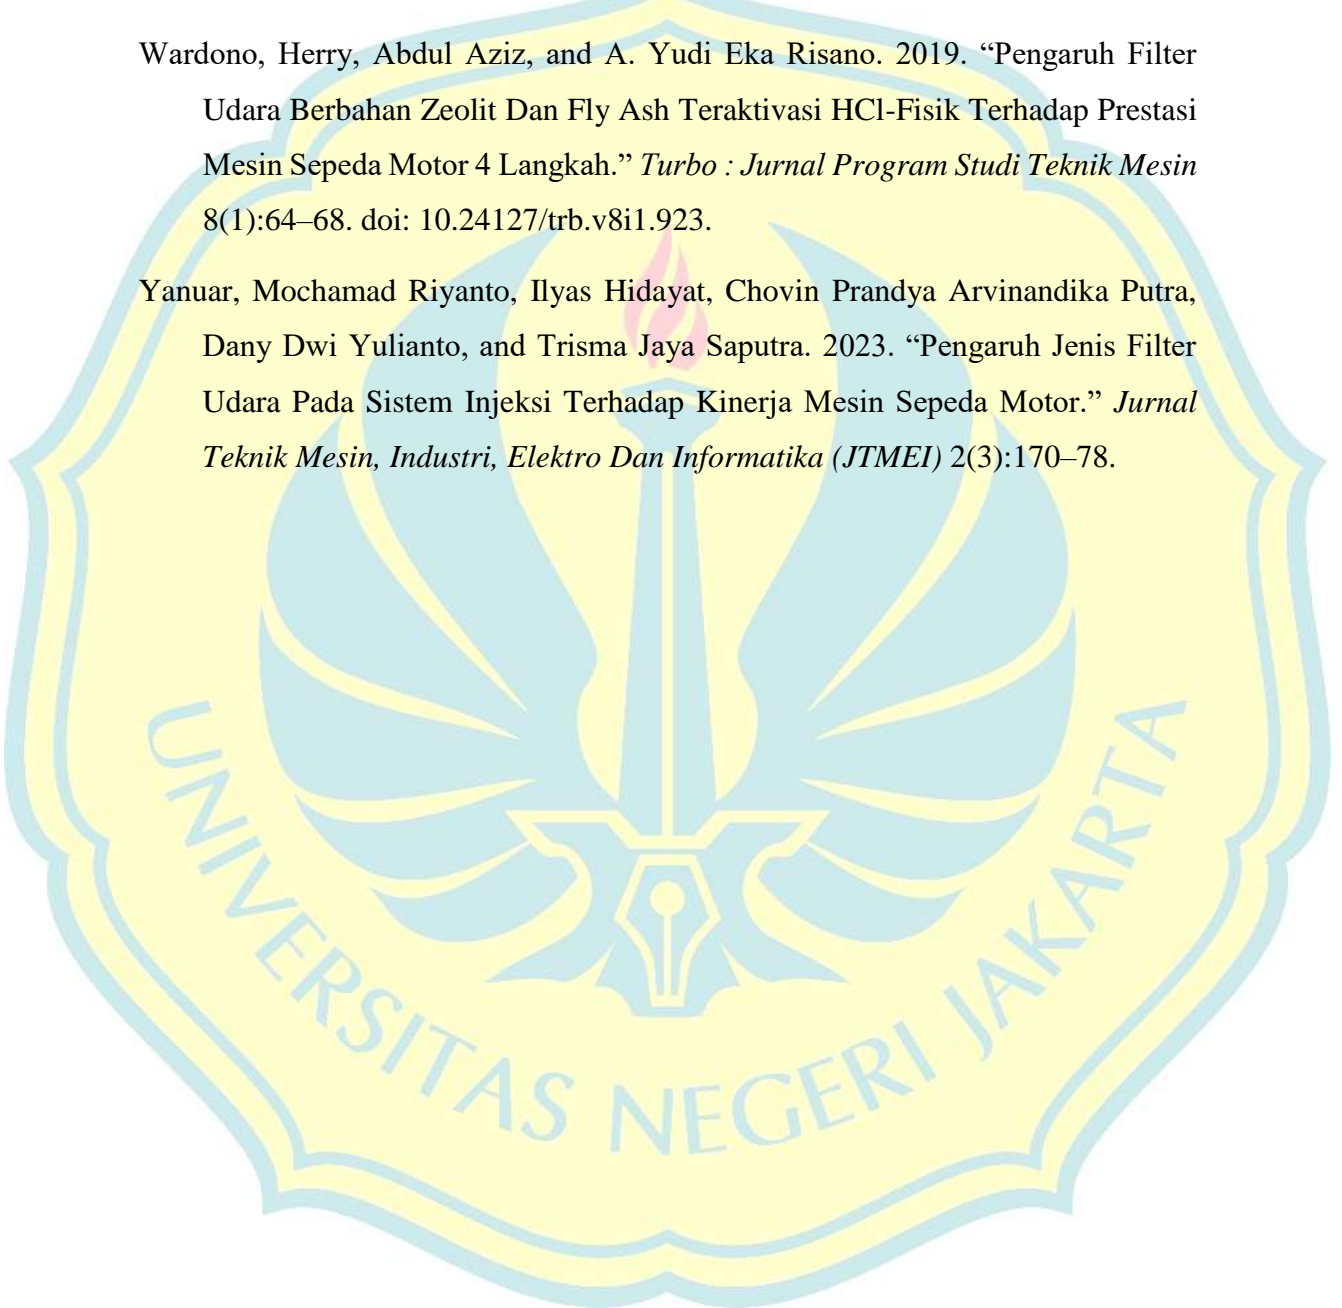 Wardono, Herry, Abdul Aziz, and A. Yudi Eka Risano. 2019. “Pengaruh Filter
Udara Berbahan Zeolit Dan Fly Ash Teraktivasi HCl-Fisik Terhadap Prestasi
Mesin Sepeda Motor 4 Langkah.” Turbo : Jurnal Program Studi Teknik Mesin
8(1):64–68. doi: 10.24127/trb.v8i1.923.
Yanuar, Mochamad Riyanto, Ilyas Hidayat, Chovin Prandya Arvinandika Putra,
Dany Dwi Yulianto, and Trisma Jaya Saputra. 2023. “Pengaruh Jenis Filter
Udara Pada Sistem Injeksi Terhadap Kinerja Mesin Sepeda Motor.” Jurnal
Teknik Mesin, Industri, Elektro Dan Informatika (JTMEI) 2(3):170–78.
UNIVERSITAS NEGERI JAKARTA